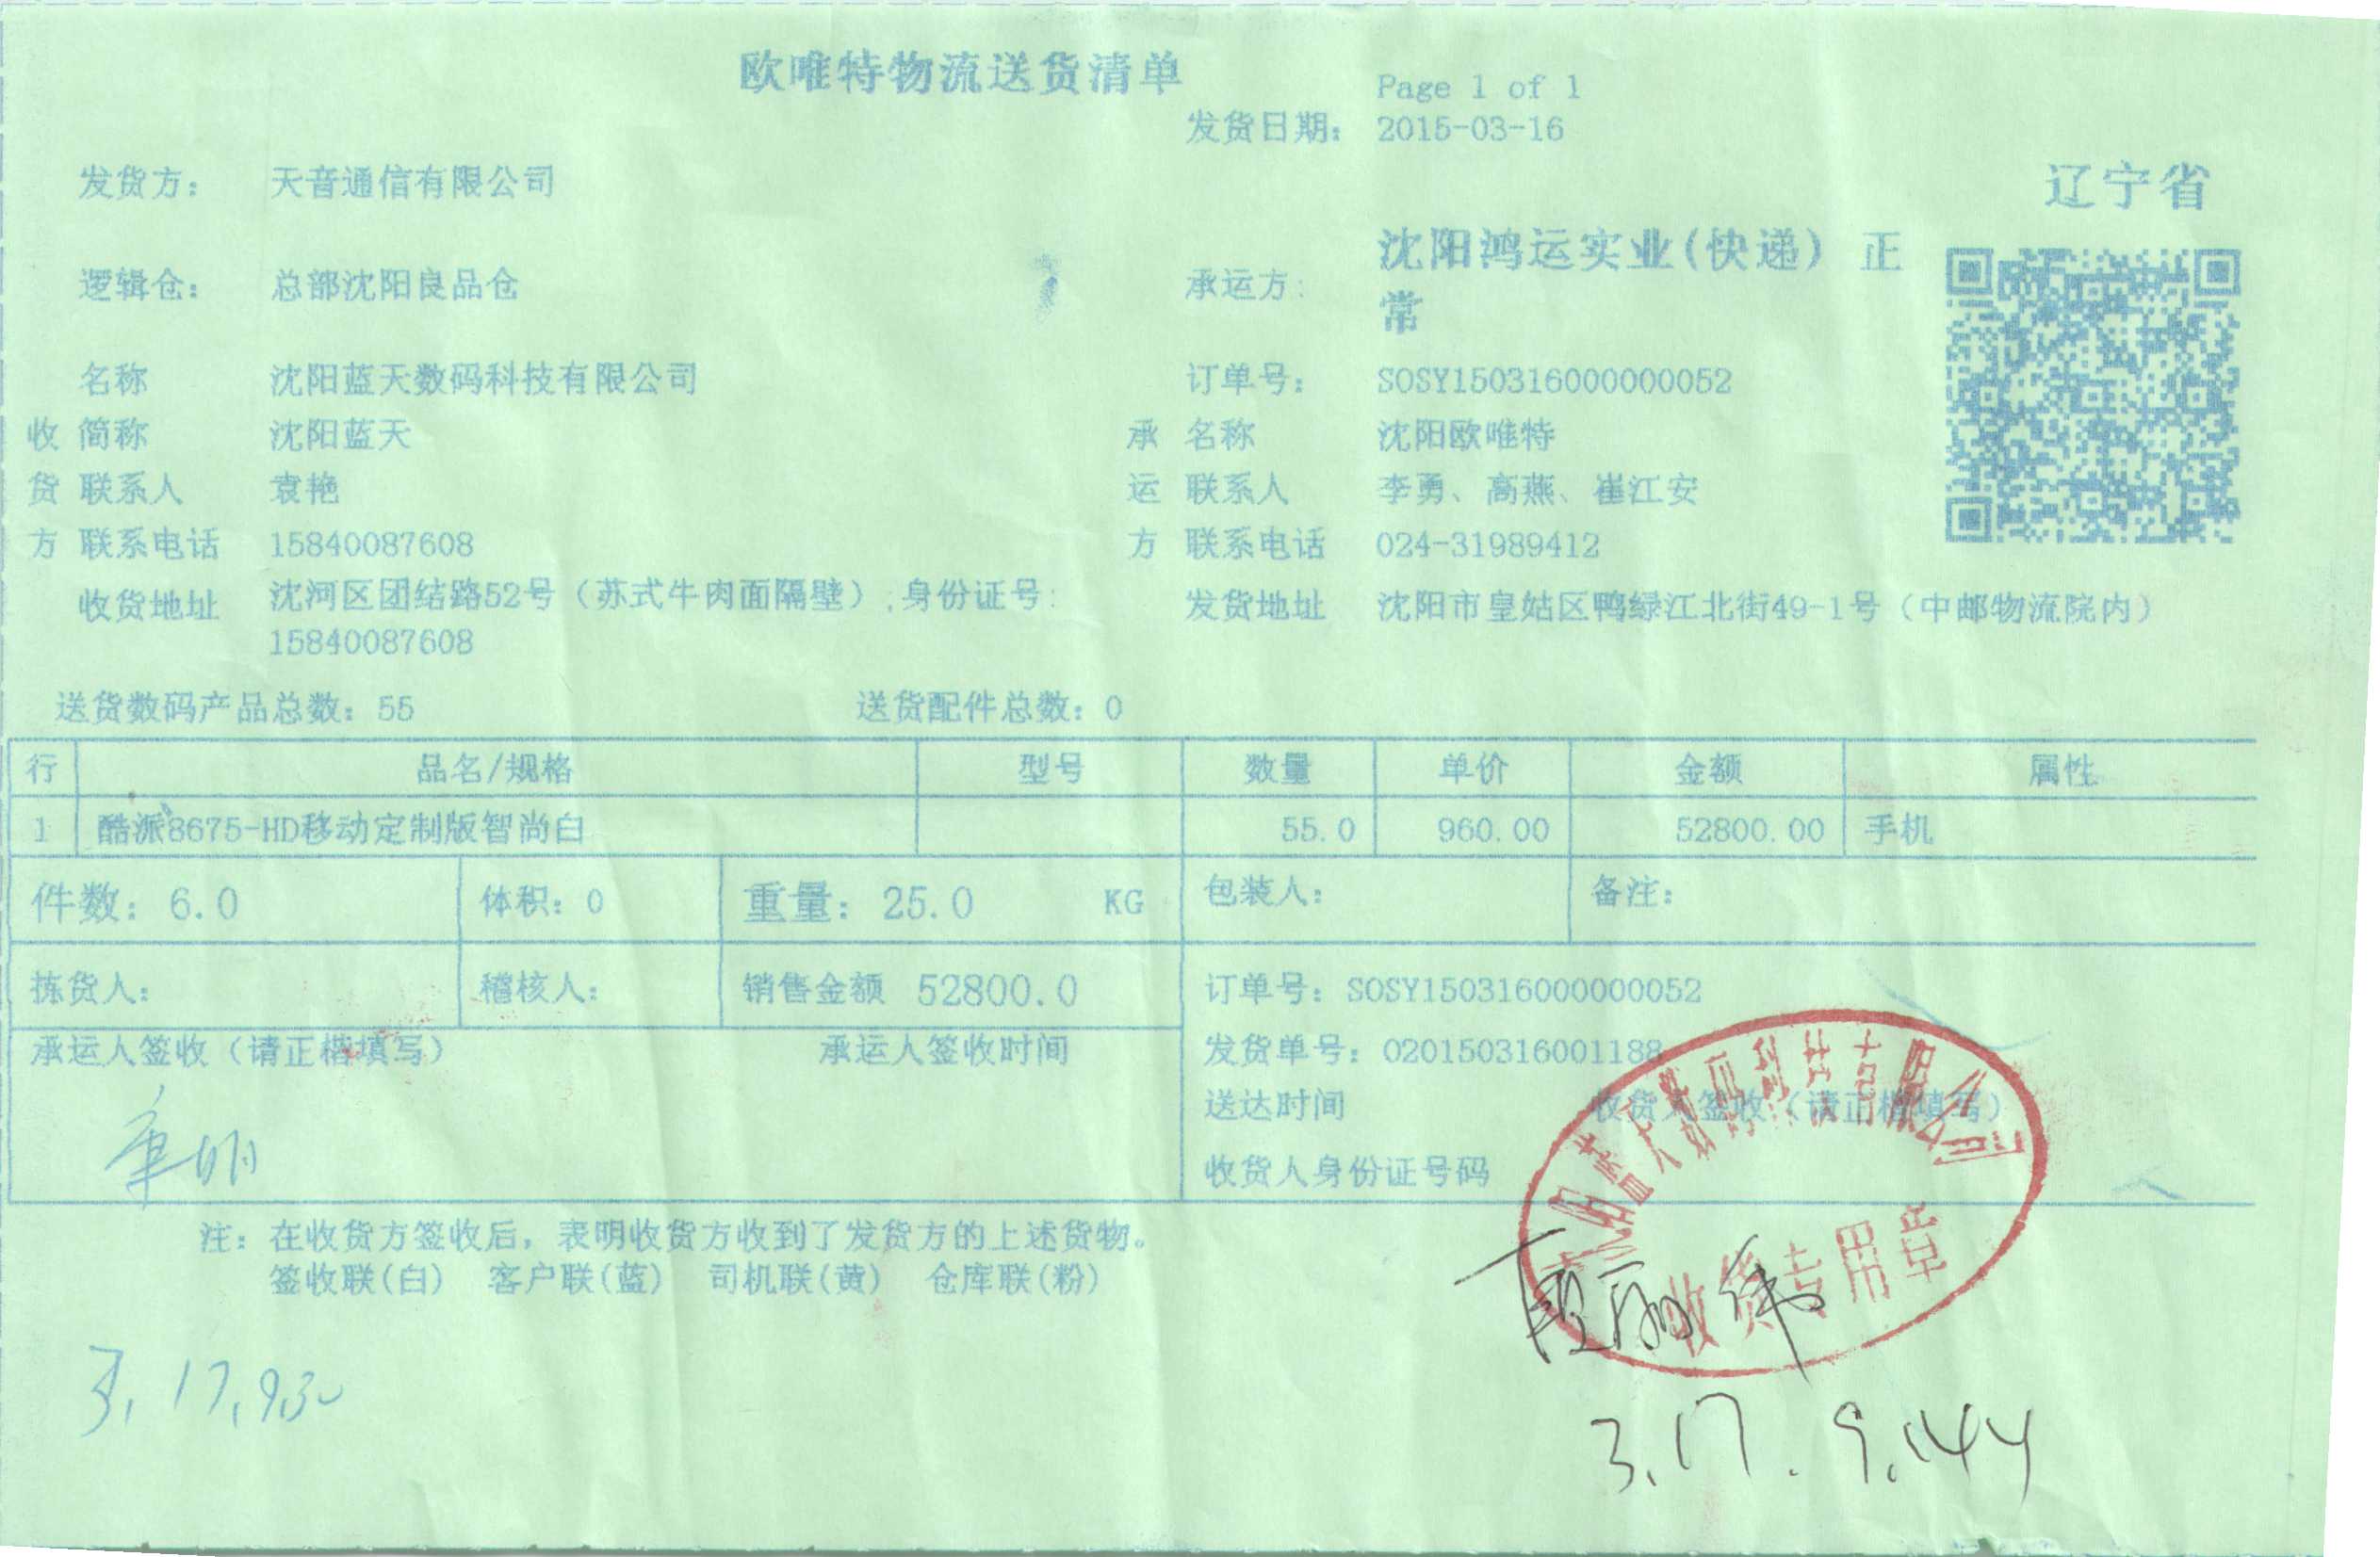 欧唯特物流送货清单
Page 1 of 1
发货日期: 2015-03-16
发货方: 天音通信有限公司
辽宁省
逻辑仓: 总部沈阳良品仓
承运方: 沈阳鸿运实业(快递) 正
常
名称 沈阳蓝天数码科技有限公司
订单号: SOSY150316000000052
收 简称 沈阳蓝天
承 名称 沈阳欧唯特
货 联系人 袁艳
运 联系人 李勇、高燕、崔江安
方 联系电话 15840087608
方 联系电话 024-31989412
收货地址 沈河区团结路52号（苏式牛肉面隔壁）,身份证号:
15840087608
发货地址 沈阳市皇姑区鸭绿江北街49-1号（中邮物流院内）
送货数码产品总数: 55 送货配件总数: 0
行 品名/规格 型号 数量 单价 金额 属性
1 酷派8675-HD移动定制版智尚白 55.0 960.00 52800.00 手机
件数: 6.0 体积: 0 重量: 25.0 KG 包装人: 备注:
拣货人: 稽核人: 销售金额 52800.0 订单号: SOSY150316000000052
承运人签收（请正楷填写） 承运人签收时间
发货单号: 020150316001188
送达时间 收货人签收（请正楷填写）
收货人身份证号码
阳蓝天数码科技有限公司
收货专用章
注: 在收货方签收后，表明收货方收到了发货方的上述货物。
签收联(白) 客户联(蓝) 司机联(黄) 仓库联(粉)
3.17.930
3.17.9.44